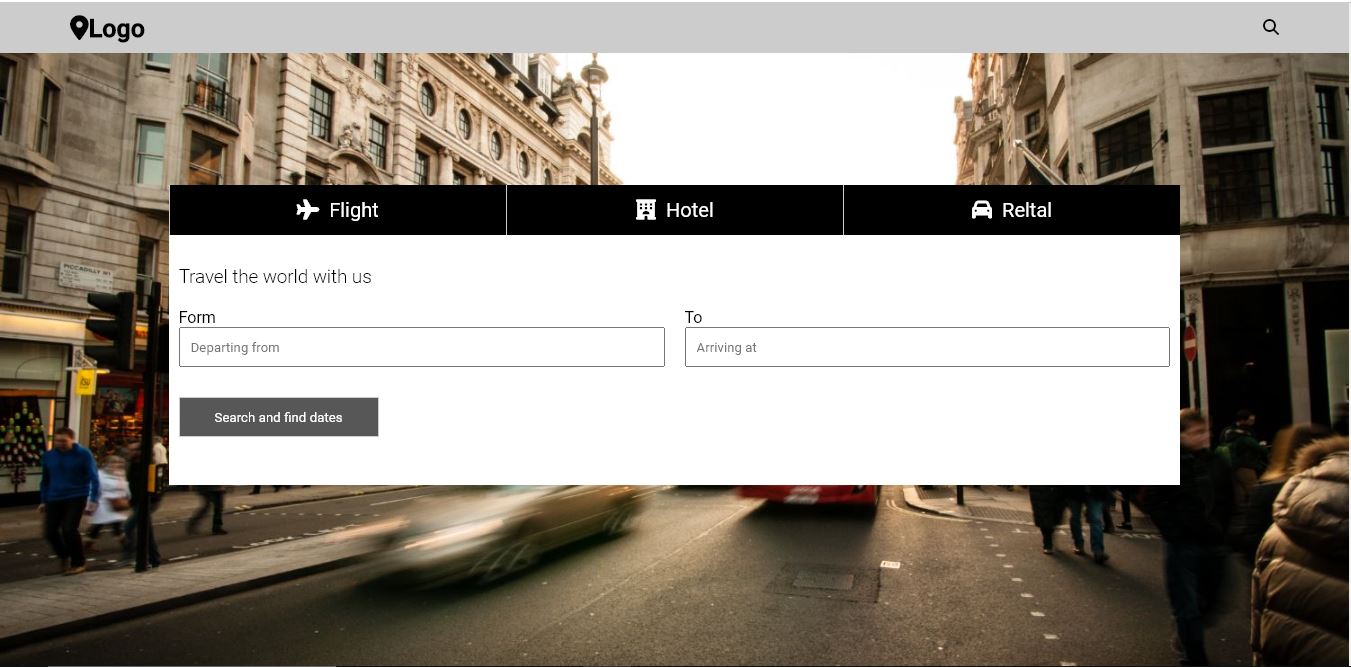 Logo
Flight
Hotel
Reltal
Travel the world with us
Form
To
Departing from
Arriving at
Search and find dates
PICCADILLY W1